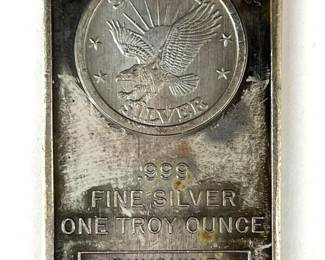 SILVER
.999
FINE SILVER
ONE TROY OUNCE